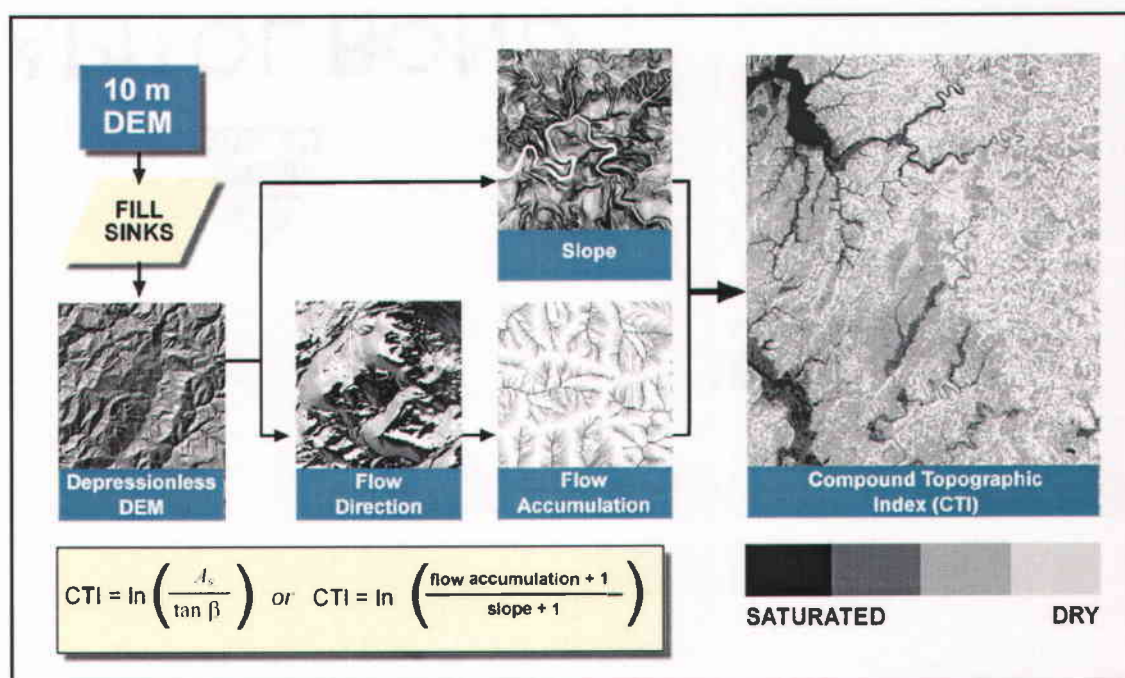 10 m
DEM
FILL
SINKS
Slope
Depressionless
DEM
Flow
Direction
Flow
Accumulation
Compound Topographic
Index (CTI)
CTI = ln (A_s / tan β) or CTI = ln (flow accumulation + 1 / slope + 1)
SATURATED DRY